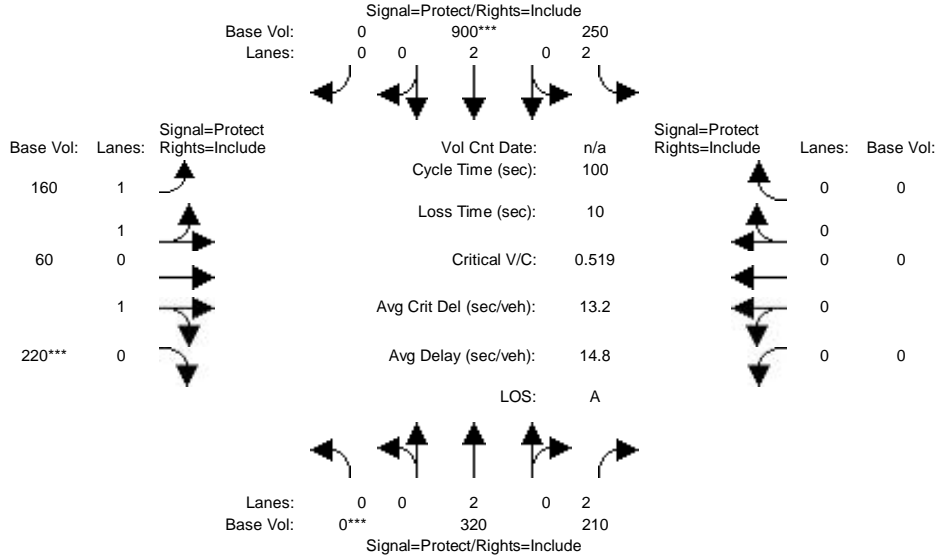 Signal=Protect/Rights=Include
Base Vol: 0 900*** 250
Lanes: 0 0 2 0 2
Signal=Protect
Base Vol: Lanes: Rights=Include
Vol Cnt Date: n/a
Signal=Protect
Rights=Include Lanes: Base Vol:
Cycle Time (sec): 100
160 1
0 0
Loss Time (sec): 10
1
0
60 0
Critical V/C: 0.519
0 0
1
Avg Crit Del (sec/veh): 13.2
0
220*** 0
Avg Delay (sec/veh): 14.8
0 0
LOS: A
Lanes: 0 0 2 0 2
Base Vol: 0*** 320 210
Signal=Protect/Rights=Include